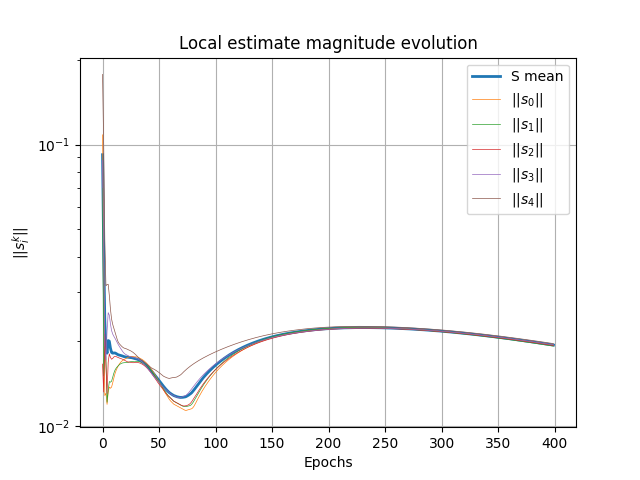 Local estimate magnitude evolution
S mean
||s₀||
||s₁||
||s₂||
||s₃||
||s₄||
10⁻¹
10⁻²
||sᵢᵏ||
0 50 100 150 200 250 300 350 400
Epochs